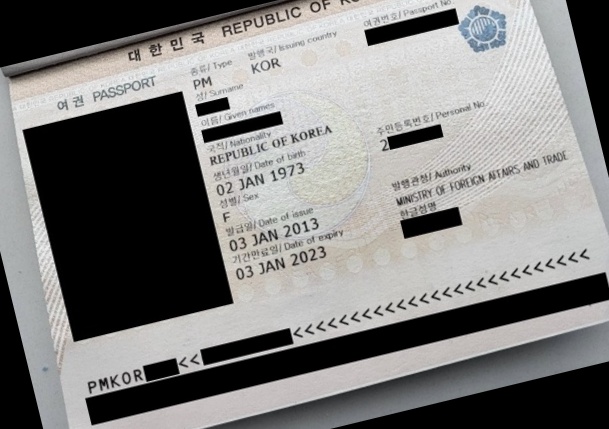 대한민국 REPUBLIC OF
여권 PASSPORT
종류/ Type 발행국/ Issuing country 여권번호/ Passport No.
PM KOR
성/ Surname
이름/ Given names
국적/ Nationality 주민등록번호/ Personal No.
REPUBLIC OF KOREA 2
생년월일/ Date of birth
02 JAN 1973
성별/ Sex 발행관청/ Authority
F MINISTRY OF FOREIGN AFFAIRS AND TRADE
발급일/ Date of issue 한글성명
03 JAN 2013
기간만료일/ Date of expiry
03 JAN 2023
PMKOR<<<<<<<<<<<<<<<<<<<<<<<<<<<<<